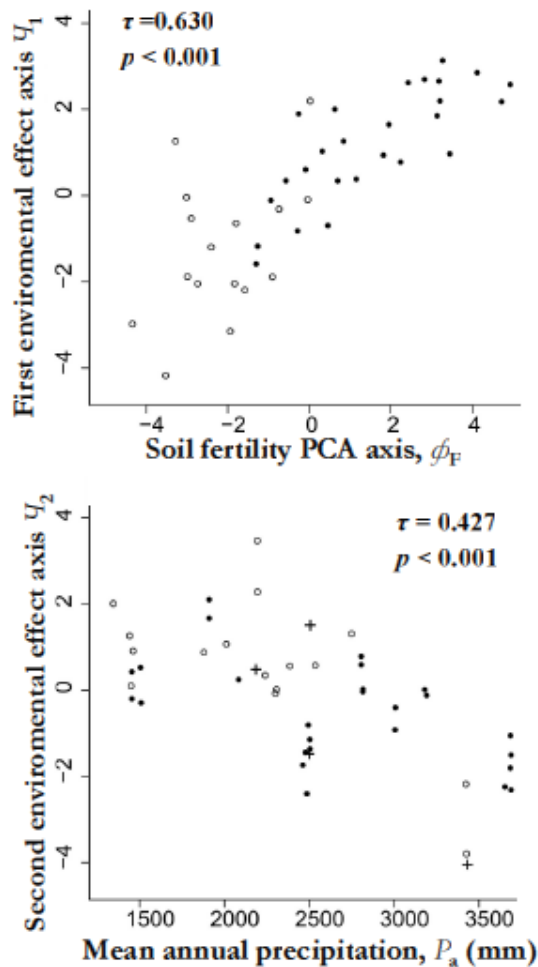 τ =0.630
p < 0.001
First enviromental effect axis Ψ1
4
2
0
−2
−4
−4
−2
0
2
4
Soil fertility PCA axis, ϕF
τ = 0.427
p < 0.001
Second enviromental effect axis Ψ2
4
2
0
−2
−4
1500
2000
2500
3000
3500
Mean annual precipitation, Pa (mm)